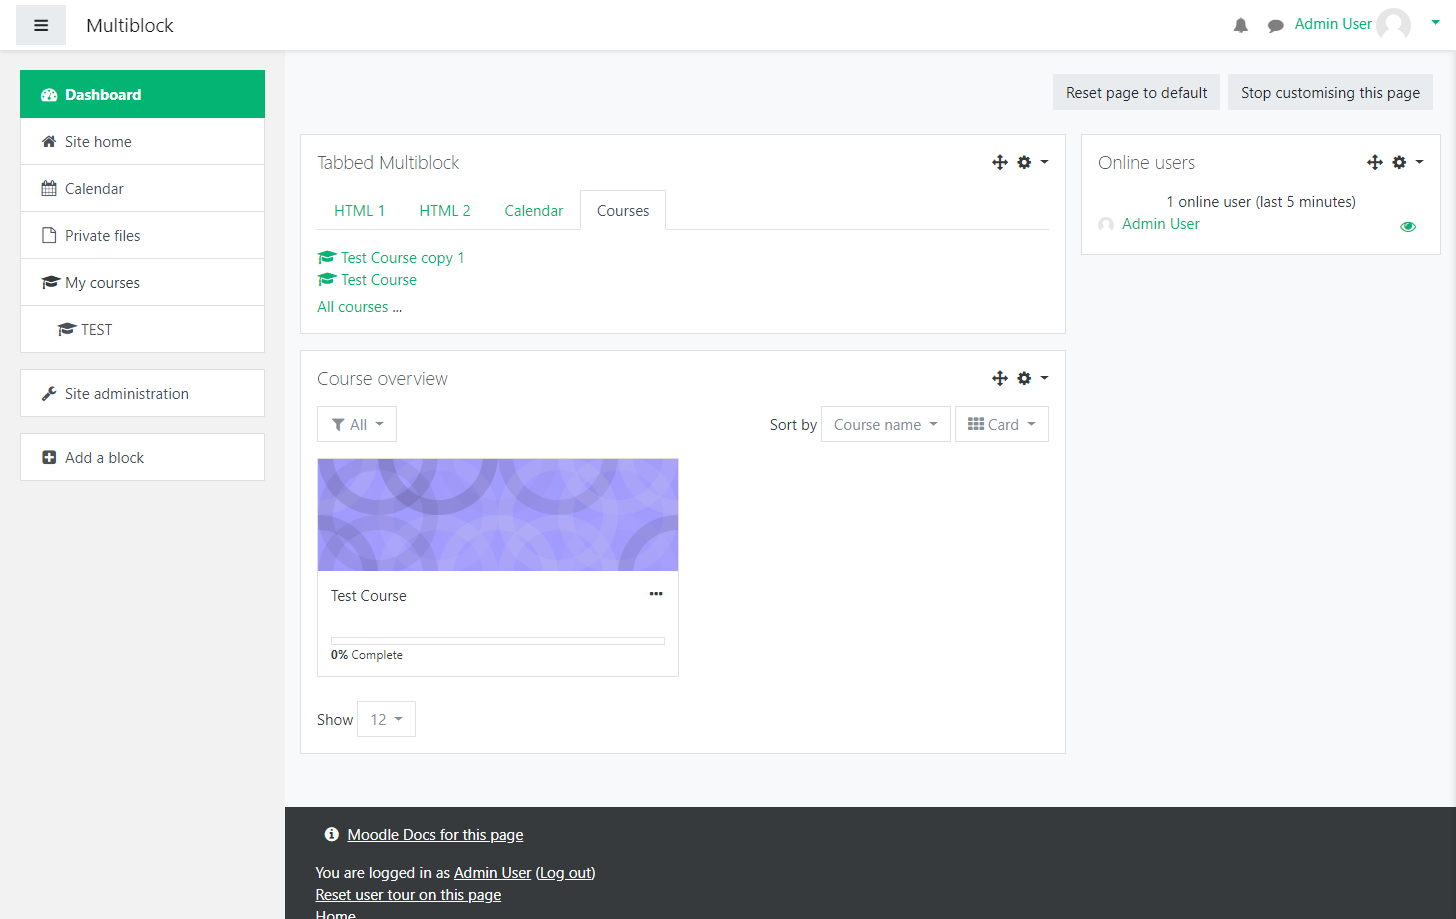 Multiblock
Admin User
Dashboard
Site home
Calendar
Private files
My courses
TEST
Site administration
Add a block
Reset page to default
Stop customising this page
Tabbed Multiblock
HTML 1 HTML 2 Calendar Courses
Test Course copy 1
Test Course
All courses ...
Online users
1 online user (last 5 minutes)
Admin User
Course overview
All Sort by Course name Card
Test Course
0% Complete
Show 12
Moodle Docs for this page
You are logged in as Admin User (Log out)
Reset user tour on this page
Home